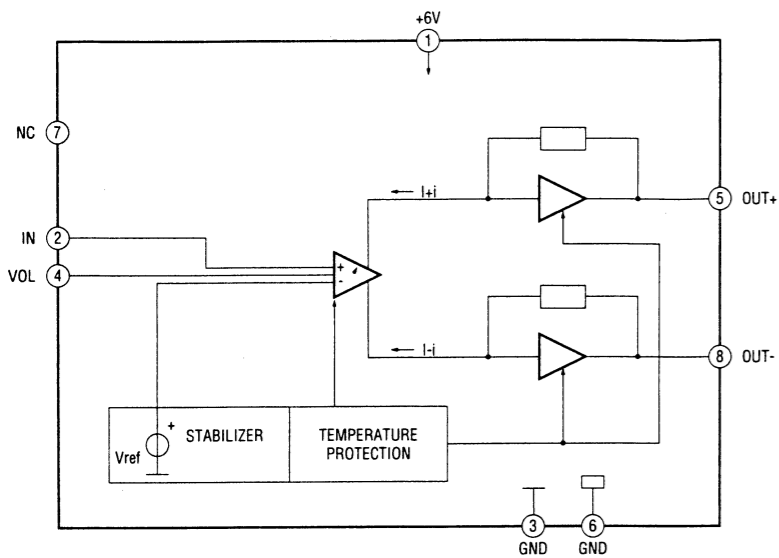 +6V
1
NC 7
I+i
5 OUT+
IN 2
VOL 4
+
-
I-i
8 OUT-
+
STABILIZER
TEMPERATURE
PROTECTION
Vref
3 6
GND GND